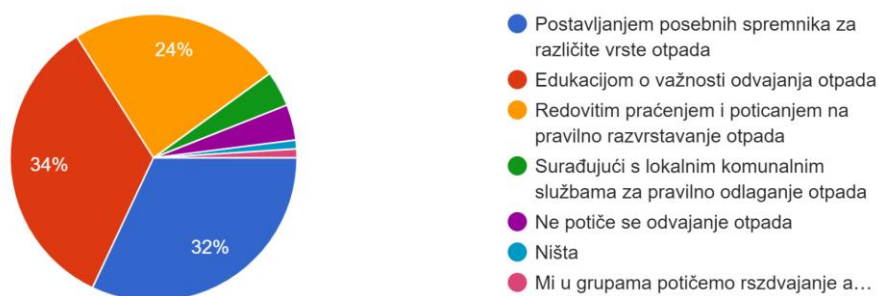 24%
34%
32%
Postavljanjem posebnih spremnika za
različite vrste otpada
Edukacijom o važnosti odvajanja otpada
Redovitim praćenjem i poticanjem na
pravilno razvrstavanje otpada
Surađujući s lokalnim komunalnim
službama za pravilno odlaganje otpada
Ne potiče se odvajanje otpada
Ništa
Mi u grupama potičemo rszdvajanje a…